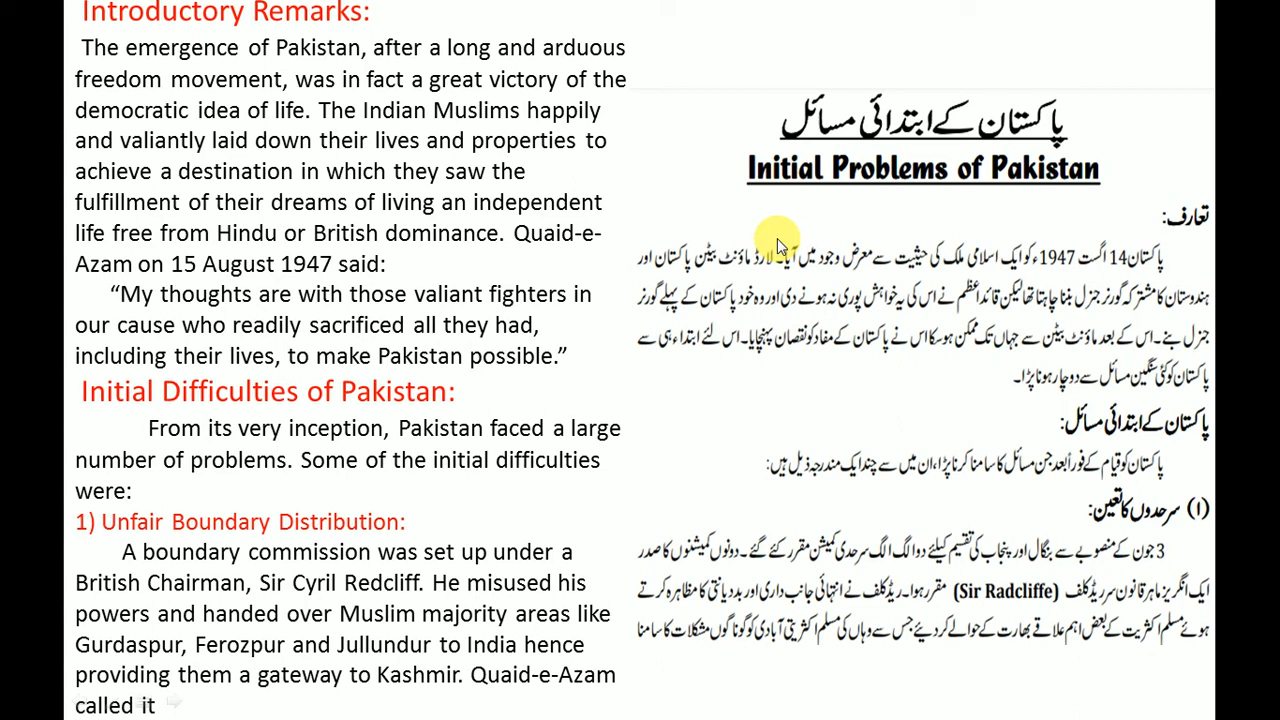 Introductory Remarks:
The emergence of Pakistan, after a long and arduous
freedom movement, was in fact a great victory of the
democratic idea of life. The Indian Muslims happily
and valiantly laid down their lives and properties to
achieve a destination in which they saw the
fulfillment of their dreams of living an independent
life free from Hindu or British dominance. Quaid-e-
Azam on 15 August 1947 said:
“My thoughts are with those valiant fighters in
our cause who readily sacrificed all they had,
including their lives, to make Pakistan possible.”
Initial Difficulties of Pakistan:
From its very inception, Pakistan faced a large
number of problems. Some of the initial difficulties
were:
1) Unfair Boundary Distribution:
A boundary commission was set up under a
British Chairman, Sir Cyril Redcliff. He misused his
powers and handed over Muslim majority areas like
Gurdaspur, Ferozpur and Jullundur to India hence
providing them a gateway to Kashmir. Quaid-e-Azam
called it
پاکستان کے ابتدائی مسائل
Initial Problems of Pakistan
تعارف:
پاکستان 14 اگست 1947ء کو ایک اسلامی ملک کی حیثیت سے معرض وجود میں آیا۔ لارڈ ماؤنٹ بیٹن پاکستان اور
ہندوستان کا مشترکہ گورنر جنرل بننا چاہتا تھا لیکن قائداعظم نے اس کی یہ خواہش پوری نہ ہونے دی اور وہ خود پاکستان کے پہلے گورنر
جنرل بنے۔ اس کے بعد ماؤنٹ بیٹن سے جہاں تک ممکن ہوسکا اس نے پاکستان کے مفاد کو نقصان پہنچایا۔ اس لئے ابتداء ہی سے
پاکستان کو کئی سنگین مسائل سے دوچار ہونا پڑا۔
پاکستان کے ابتدائی مسائل:
پاکستان کو قیام کے فوراً بعد جن مسائل کا سامنا کرنا پڑا، ان میں سے چند ایک مندرجہ ذیل ہیں:
(۱) سرحدوں کا تعین:
3 جون کے منصوبے سے بنگال اور پنجاب کی تقسیم کیلئے دو الگ الگ سرحدی کمیشن مقرر کئے گئے۔ دونوں کمیشنوں کا صدر
ایک انگریز ماہر قانون سر ریڈکلف (Sir Radcliffe) مقرر ہوا۔ ریڈکلف نے انتہائی جانب داری اور بددیانتی کا مظاہرہ کرتے
ہوئے مسلم اکثریت کے بعض اہم علاقے بھارت کے حوالے کردیئے جس سے وہاں کی مسلم اکثریتی آبادی کو گوناگوں مشکلات کا سامنا